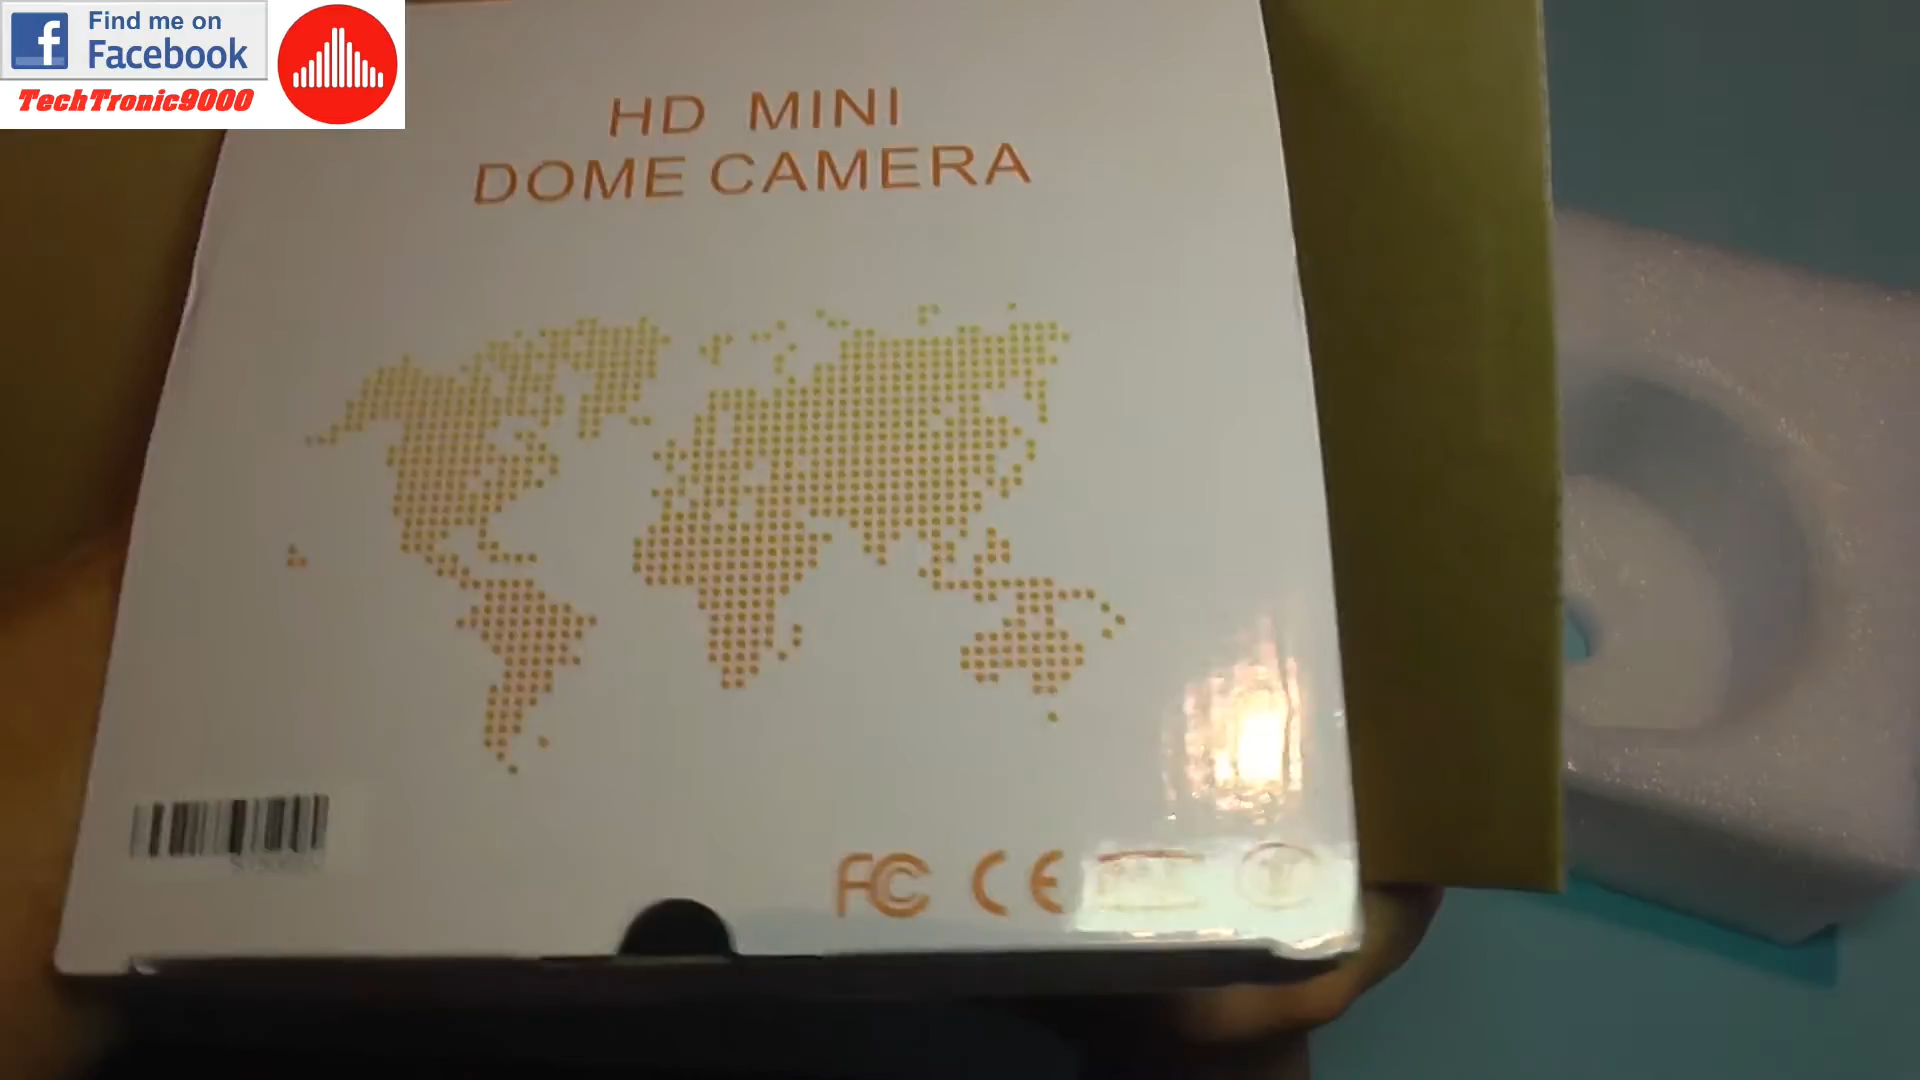 Find me on
Facebook
TechTronic9000
HD MINI
DOME CAMERA
FC CE